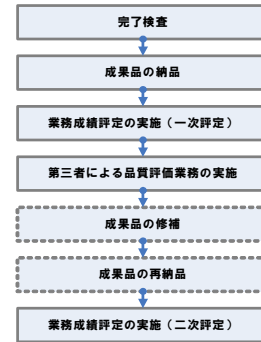 完了検査
成果品の納品
業務成績評定の実施（一次評定）
第三者による品質評価業務の実施
成果品の修補
成果品の再納品
業務成績評定の実施（二次評定）